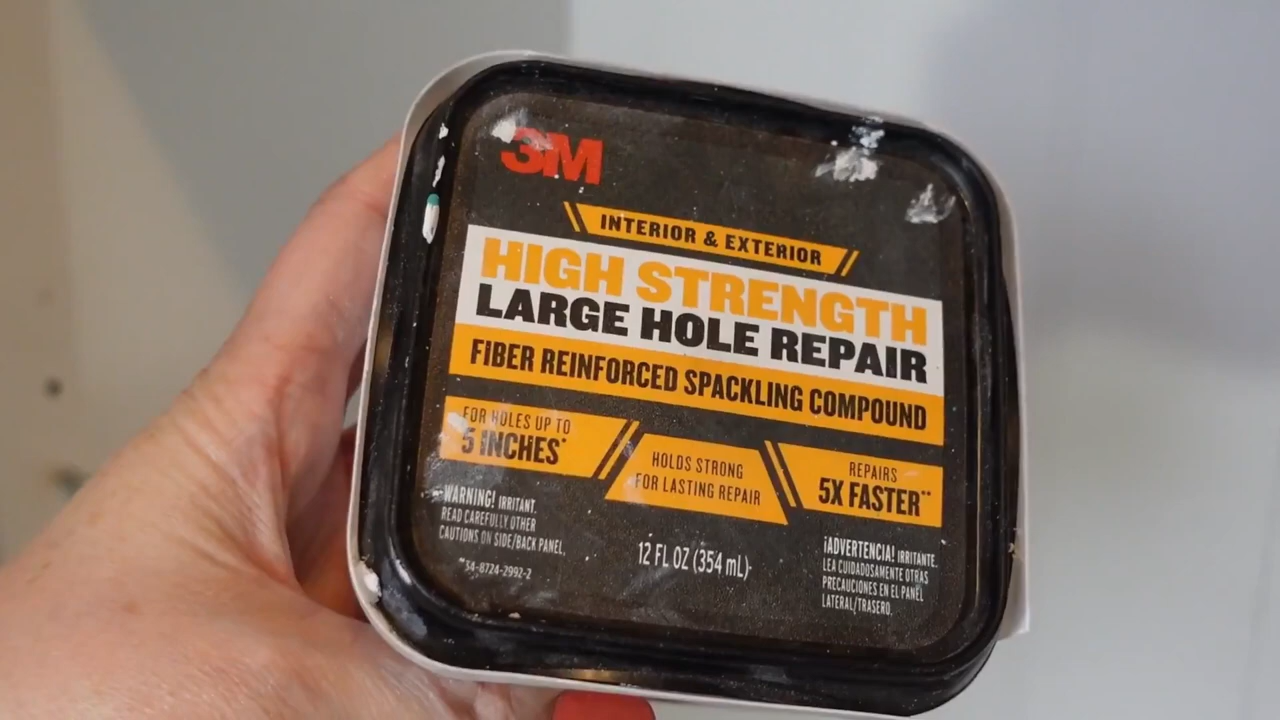 3M
INTERIOR & EXTERIOR
HIGH STRENGTH
LARGE HOLE REPAIR
FIBER REINFORCED SPACKLING COMPOUND
FOR HOLES UP TO
5 INCHES*
HOLDS STRONG
FOR LASTING REPAIR
REPAIRS
5X FASTER**
WARNING! IRRITANT.
READ CAREFULLY OTHER
CAUTIONS ON SIDE/BACK PANEL.
**34-8724-2992-2
12 FL OZ (354 mL)
¡ADVERTENCIA! IRRITANTE.
LEA CUIDADOSAMENTE OTRAS
PRECAUCIONES EN EL PANEL
LATERAL/TRASERO.